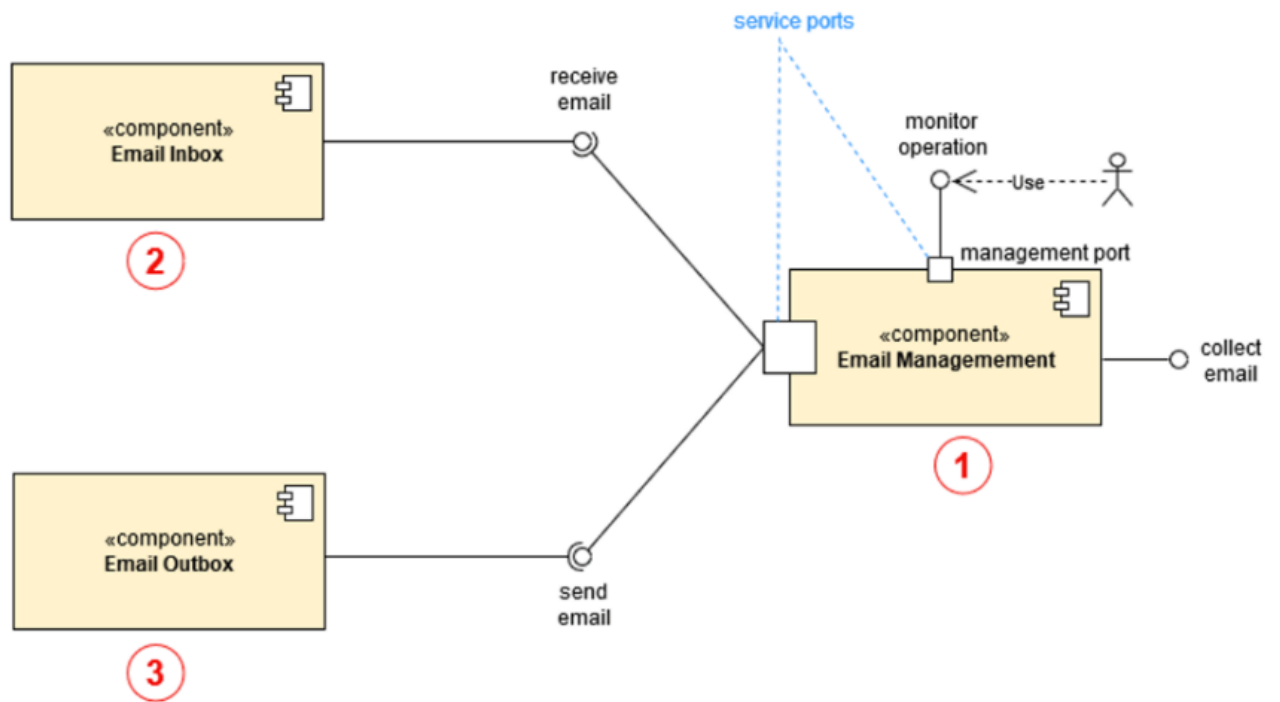 service ports
receive
email
«component»
Email Inbox
2
monitor
operation
Use
management port
«component»
Email Managemement
collect
email
1
«component»
Email Outbox
send
email
3